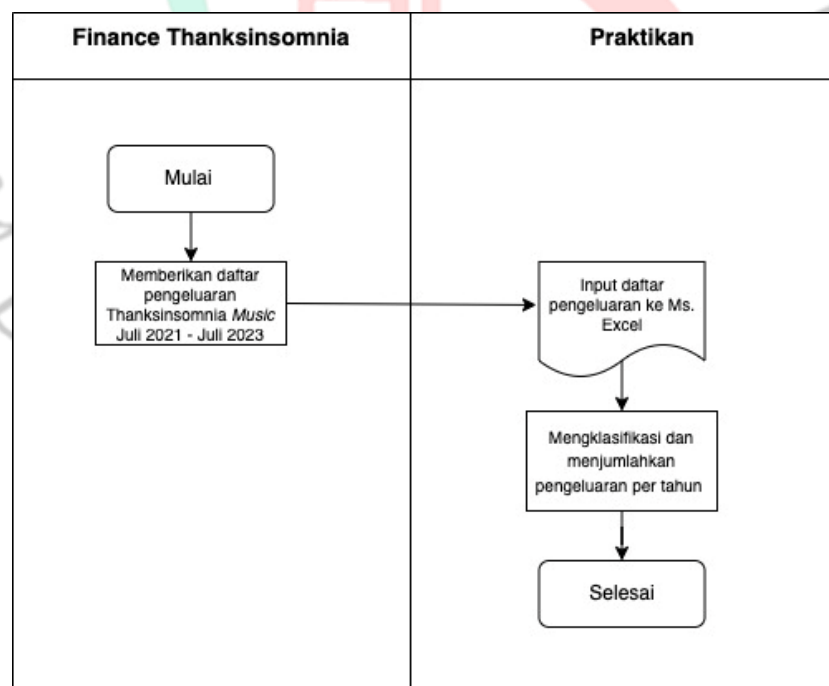 Finance Thanksinsomnia
Praktikan
Mulai
Memberikan daftar
pengeluaran
Thanksinsomnia Music
Juli 2021 - Juli 2023
Input daftar
pengeluaran ke Ms.
Excel
Mengklasifikasi dan
menjumlahkan
pengeluaran per tahun
Selesai